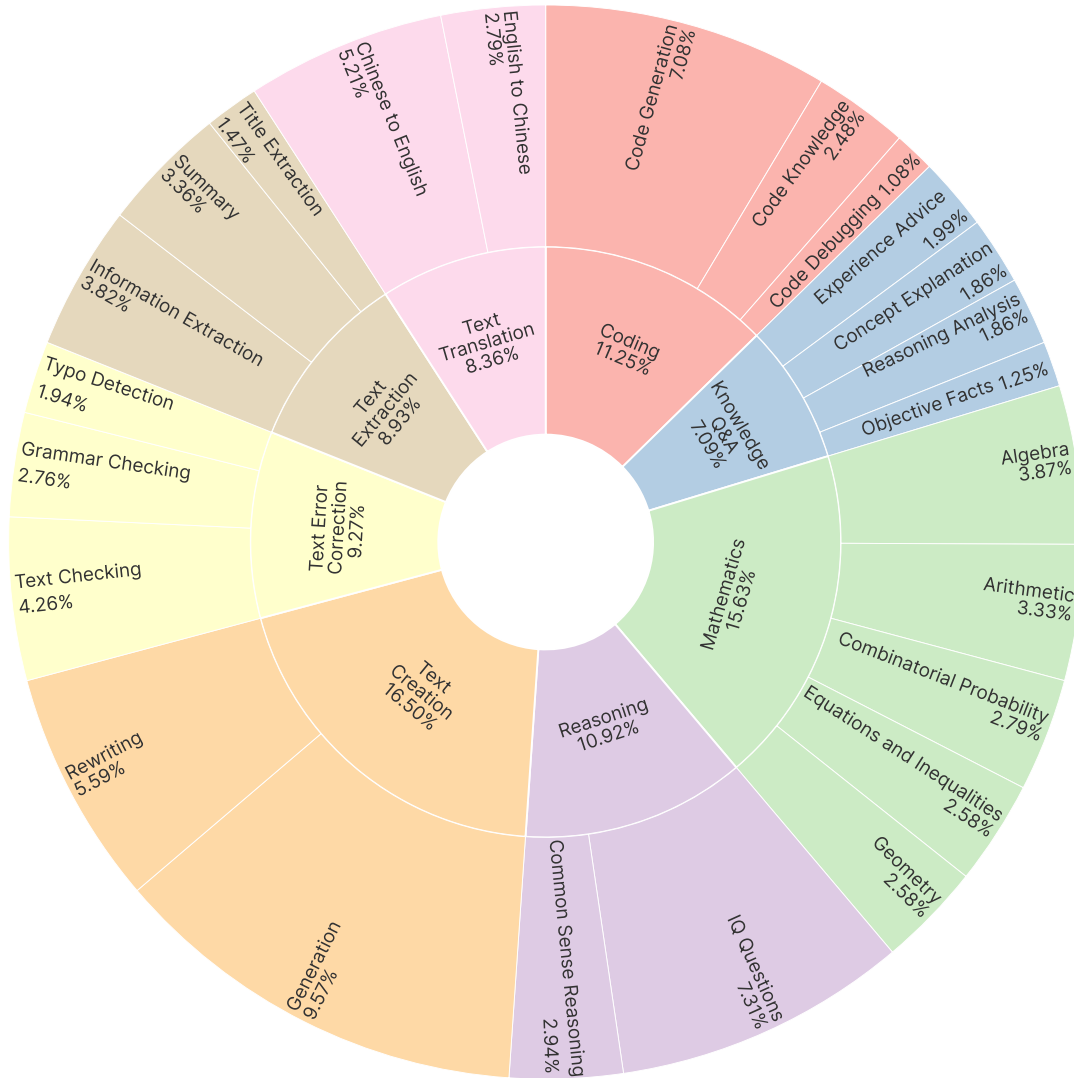 Coding
11.25%
Code Generation
7.08%
Code Knowledge
2.48%
Code Debugging 1.08%
Knowledge
Q&A
7.09%
Experience Advice
1.99%
Concept Explanation
1.86%
Reasoning Analysis
1.86%
Objective Facts 1.25%
Mathematics
15.63%
Algebra
3.87%
Arithmetic
3.33%
Combinatorial Probability
2.79%
Equations and Inequalities
2.58%
Geometry
2.58%
Reasoning
10.92%
IQ Questions
7.31%
Common Sense Reasoning
2.94%
Text
Creation
16.50%
Generation
9.57%
Rewriting
5.59%
Text Error
Correction
9.27%
Text Checking
4.26%
Grammar Checking
2.76%
Typo Detection
1.94%
Text
Extraction
8.93%
Information Extraction
3.82%
Summary
3.36%
Title Extraction
1.47%
Text
Translation
8.36%
Chinese to English
5.21%
English to Chinese
2.79%